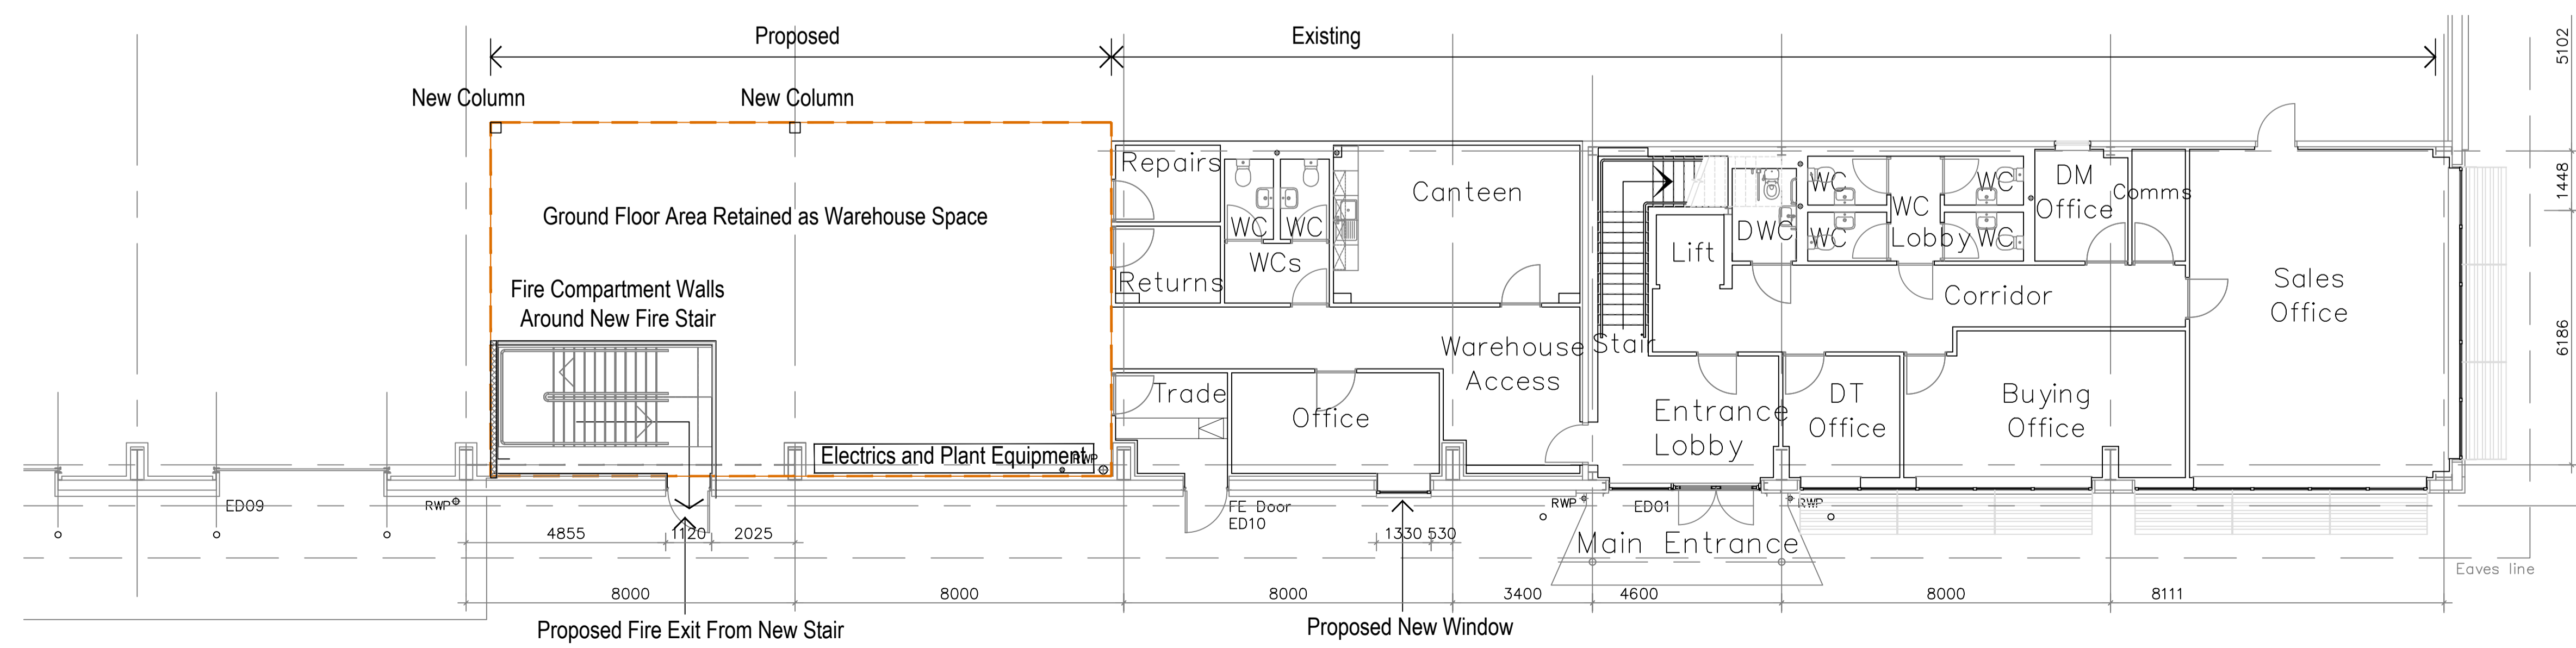 Proposed
Existing
5102
New Column
New Column
Repairs
Canteen
WC
WC
DM
Office
Comms
1448
Ground Floor Area Retained as Warehouse Space
WC
WC
WC
Lobby
DWC
WC
WC
WCs
Lift
Returns
Corridor
Sales
Office
Fire Compartment Walls
Around New Fire Stair
Warehouse
Access
Stair
6186
Trade
Office
Entrance
Lobby
DT
Office
Buying
Office
Electrics and Plant Equipment
RWP
ED09
RWP
FE Door
ED10
RWP
ED01
RWP
4855
1120
2025
1330
530
Main Entrance
Eaves line
8000
8000
8000
3400
4600
8000
8111
Proposed Fire Exit From New Stair
Proposed New Window